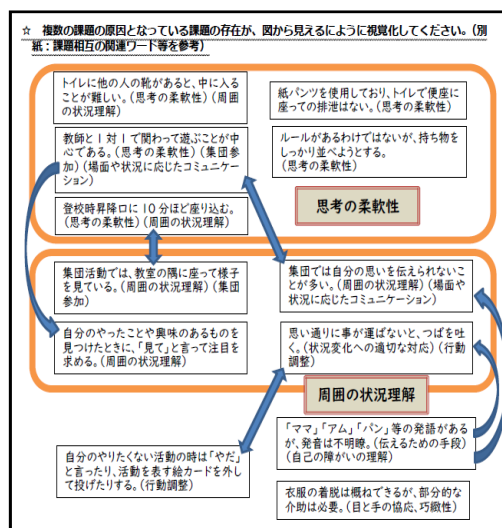 ☆ 複数の課題の原因となっている課題の存在が、図から見えるにように視覚化してください。(別
紙：課題相互の関連ワード等を参考)
トイレに他の人の靴があると、中に入る
ことが難しい。(思考の柔軟性)(周囲
の状況理解)
紙パンツを使用しており、トイレで便座に
座っての排泄はない。(思考の柔軟性)
教師と1対1で関わって遊ぶことが中
心である。(思考の柔軟性)(集団参
加)(場面や状況に応じたコミュニケー
ション)
ルールがあるわけではないが、持ち物を
しっかり並べようとする。
(思考の柔軟性)
登校時昇降口に10分ほど座り込む。
(思考の柔軟性)(周囲の状況理解)
思考の柔軟性
集団活動では、教室の隅に座って様子
を見ている。(周囲の状況理解)(集団
参加)
集団では自分の思いを伝えられないこと
が多い。(周囲の状況理解)(場面や
状況に応じたコミュニケーション)
自分のやったことや興味のあるものを
見つけたときに、「見て」と言って注目を
求める。(周囲の状況理解)
思い通りに事が運ばないと、つばを吐
く。(状況変化への適切な対応)(行動
調整)
周囲の状況理解
「ママ」「アム」「パン」等の発語がある
が、発音は不明瞭。(伝えるための手段)
(自己の障がいの理解)
自分のやりたくない活動の時は「やだ」
と言ったり、活動を表す絵カードを外し
て投げたりする。(行動調整)
衣服の着脱は概ねできるが、部分的な
介助は必要。(目と手の協応、巧緻性)